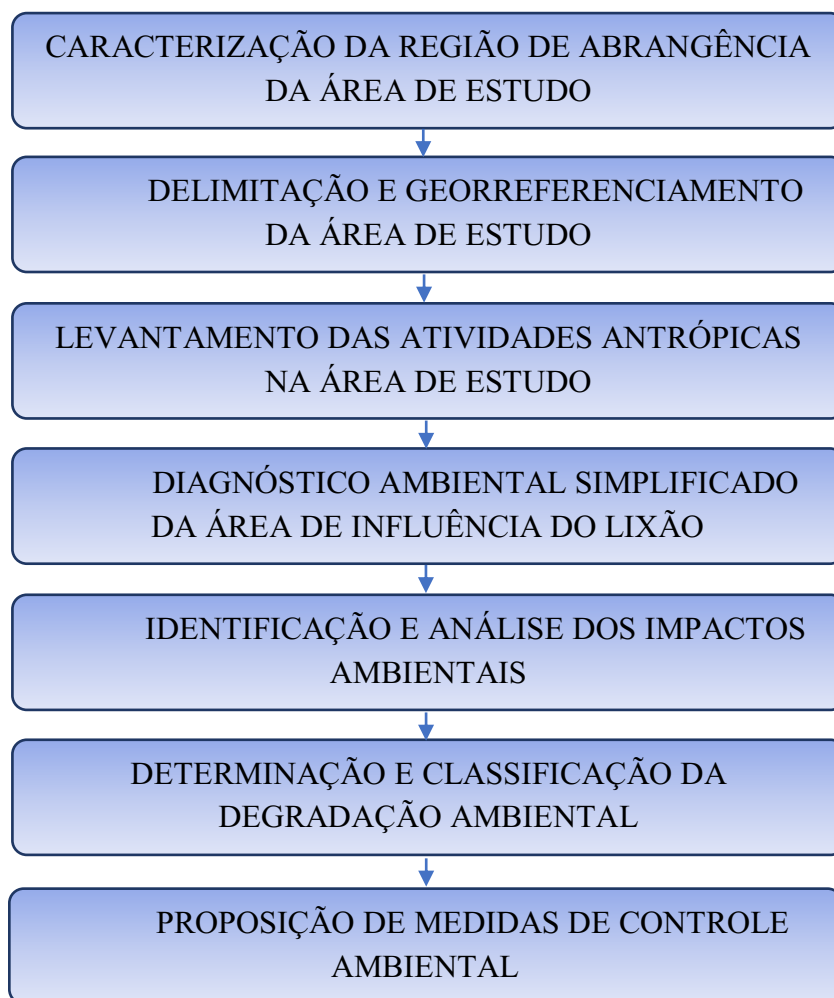 CARACTERIZAÇÃO DA REGIÃO DE ABRANGÊNCIA
DA ÁREA DE ESTUDO
DELIMITAÇÃO E GEORREFERENCIAMENTO
DA ÁREA DE ESTUDO
LEVANTAMENTO DAS ATIVIDADES ANTRÓPICAS
NA ÁREA DE ESTUDO
DIAGNÓSTICO AMBIENTAL SIMPLIFICADO
DA ÁREA DE INFLUÊNCIA DO LIXÃO
IDENTIFICAÇÃO E ANÁLISE DOS IMPACTOS
AMBIENTAIS
DETERMINAÇÃO E CLASSIFICAÇÃO DA
DEGRADAÇÃO AMBIENTAL
PROPOSIÇÃO DE MEDIDAS DE CONTROLE
AMBIENTAL